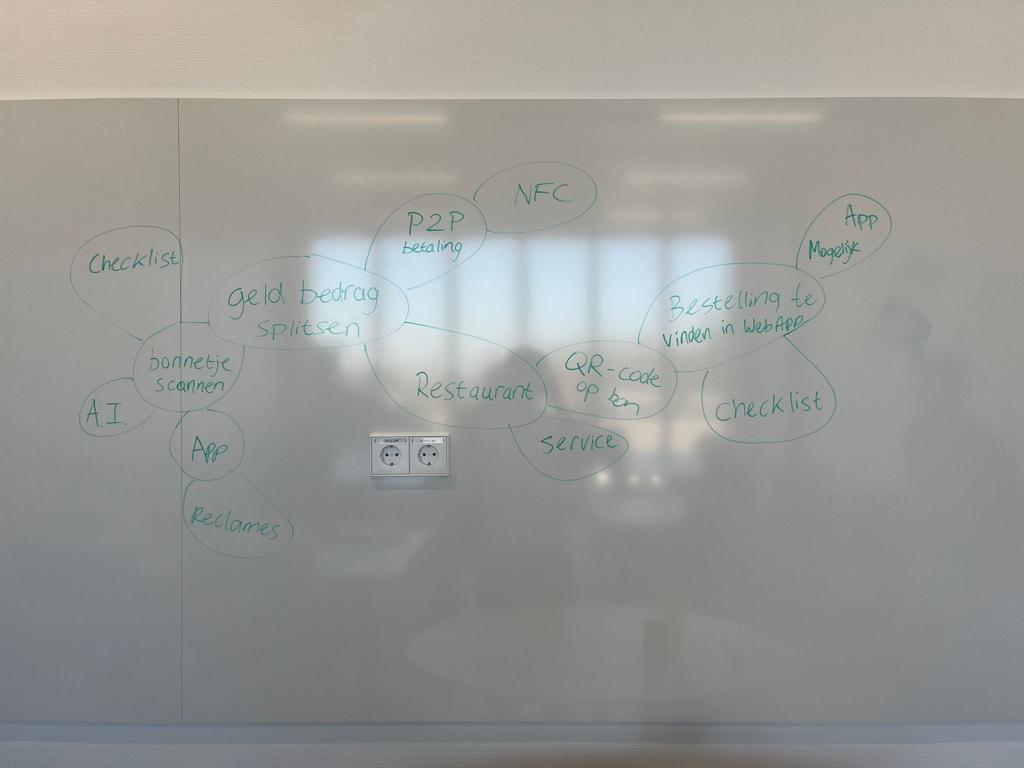 NFC
P2P
betaling
App
Mogelijk
Checklist
geld bedrag
splitsen
Bestelling te
vinden in WebApp
bonnetje
scannen
Restaurant
QR-code
op bon
A.I.
checklist
App
service
Reclames